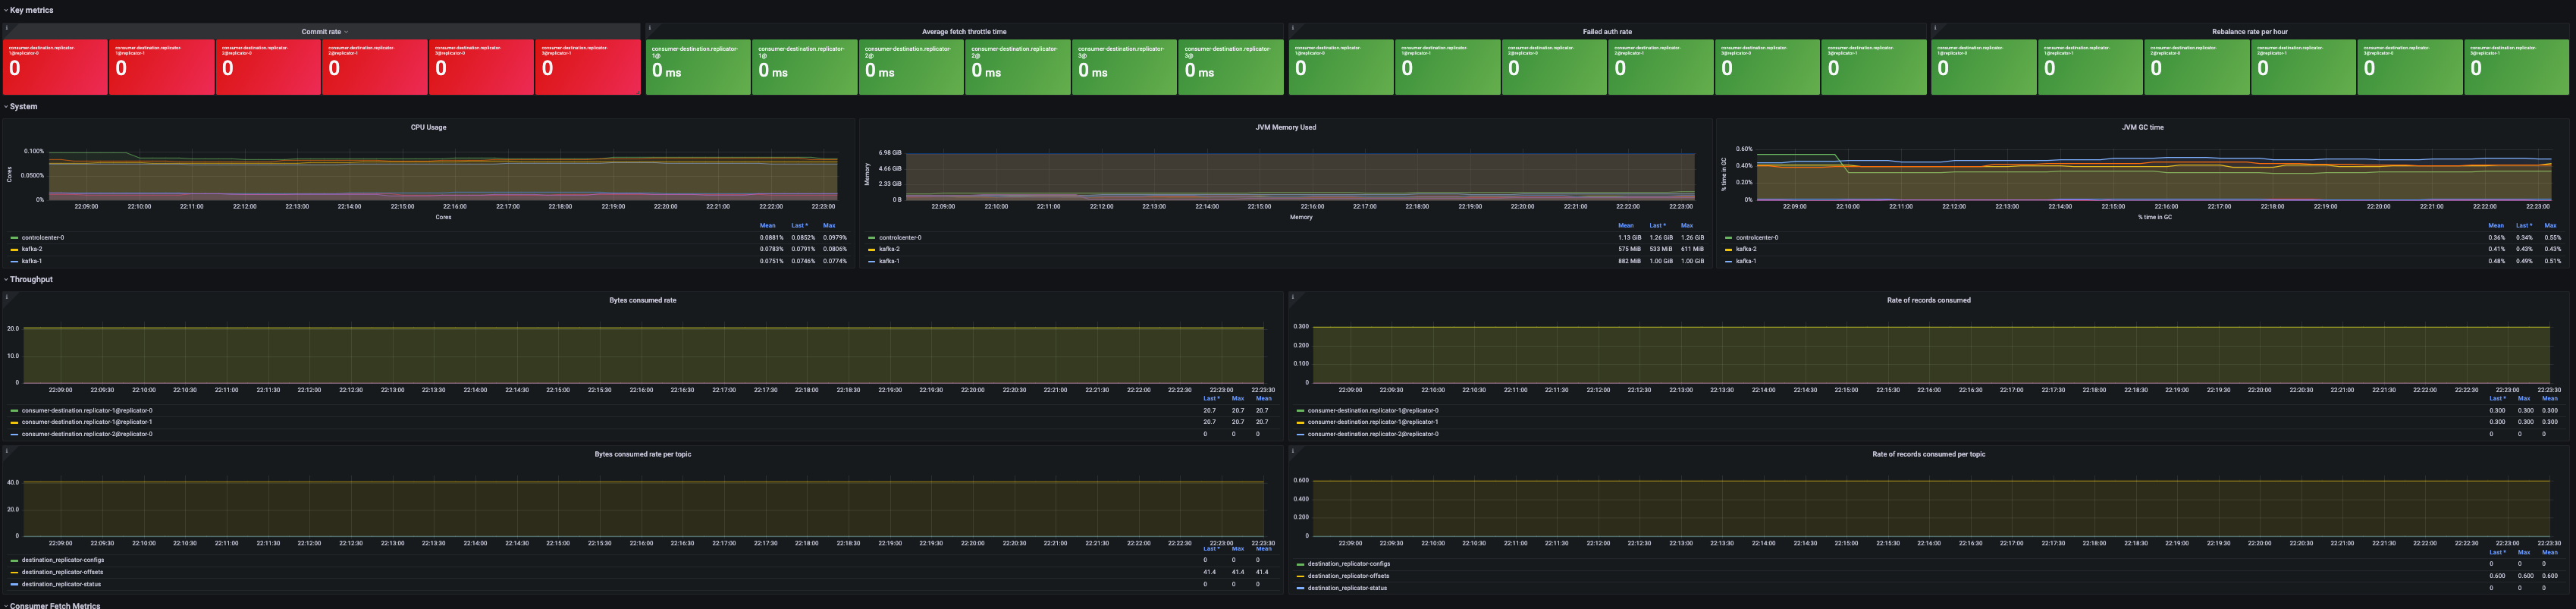 Key metrics
Commit rate
consumer-destination.replicator-
1@replicator-0
0
consumer-destination.replicator-
1@replicator-1
0
consumer-destination.replicator-
2@replicator-0
0
consumer-destination.replicator-
2@replicator-1
0
consumer-destination.replicator-
3@replicator-0
0
consumer-destination.replicator-
3@replicator-1
0
Average fetch throttle time
consumer-destination.replicator-
1@
0 ms
consumer-destination.replicator-
1@
0 ms
consumer-destination.replicator-
2@
0 ms
consumer-destination.replicator-
2@
0 ms
consumer-destination.replicator-
3@
0 ms
consumer-destination.replicator-
3@
0 ms
Failed auth rate
consumer-destination.replicator-
1@replicator-0
0
consumer-destination.replicator-
1@replicator-1
0
consumer-destination.replicator-
2@replicator-0
0
consumer-destination.replicator-
2@replicator-1
0
consumer-destination.replicator-
3@replicator-0
0
consumer-destination.replicator-
3@replicator-1
0
Rebalance rate per hour
consumer-destination.replicator-
1@replicator-0
0
consumer-destination.replicator-
1@replicator-1
0
consumer-destination.replicator-
2@replicator-0
0
consumer-destination.replicator-
2@replicator-1
0
consumer-destination.replicator-
3@replicator-0
0
consumer-destination.replicator-
3@replicator-1
0
System
CPU Usage
Cores
0.100%
0.0500%
0%
22:09:00 22:10:00 22:11:00 22:12:00 22:13:00 22:14:00 22:15:00 22:16:00 22:17:00 22:18:00 22:19:00 22:20:00 22:21:00 22:22:00 22:23:00
Cores
Mean Last * Max
controlcenter-0 0.0881% 0.0852% 0.0979%
kafka-2 0.0783% 0.0791% 0.0806%
kafka-1 0.0751% 0.0746% 0.0774%
JVM Memory Used
Memory
6.98 GiB
4.66 GiB
2.33 GiB
0 B
22:09:00 22:10:00 22:11:00 22:12:00 22:13:00 22:14:00 22:15:00 22:16:00 22:17:00 22:18:00 22:19:00 22:20:00 22:21:00 22:22:00 22:23:00
Memory
Mean Last * Max
controlcenter-0 1.13 GiB 1.26 GiB 1.26 GiB
kafka-2 575 MiB 533 MiB 611 MiB
kafka-1 882 MiB 1.00 GiB 1.00 GiB
JVM GC time
% time in GC
0.60%
0.40%
0.20%
0%
22:09:00 22:10:00 22:11:00 22:12:00 22:13:00 22:14:00 22:15:00 22:16:00 22:17:00 22:18:00 22:19:00 22:20:00 22:21:00 22:22:00 22:23:00
% time in GC
Mean Last * Max
controlcenter-0 0.36% 0.34% 0.55%
kafka-2 0.41% 0.43% 0.43%
kafka-1 0.48% 0.49% 0.51%
Throughput
Bytes consumed rate
20.0
10.0
0
22:09:00 22:09:30 22:10:00 22:10:30 22:11:00 22:11:30 22:12:00 22:12:30 22:13:00 22:13:30 22:14:00 22:14:30 22:15:00 22:15:30 22:16:00 22:16:30 22:17:00 22:17:30 22:18:00 22:18:30 22:19:00 22:19:30 22:20:00 22:20:30 22:21:00 22:21:30 22:22:00 22:22:30 22:23:00 22:23:30
Last * Max Mean
consumer-destination.replicator-1@replicator-0 20.7 20.7 20.7
consumer-destination.replicator-1@replicator-1 20.7 20.7 20.7
consumer-destination.replicator-2@replicator-0 0 0 0
Rate of records consumed
0.300
0.200
0.100
0
22:09:00 22:09:30 22:10:00 22:10:30 22:11:00 22:11:30 22:12:00 22:12:30 22:13:00 22:13:30 22:14:00 22:14:30 22:15:00 22:15:30 22:16:00 22:16:30 22:17:00 22:17:30 22:18:00 22:18:30 22:19:00 22:19:30 22:20:00 22:20:30 22:21:00 22:21:30 22:22:00 22:22:30 22:23:00 22:23:30
Last * Max Mean
consumer-destination.replicator-1@replicator-0 0.300 0.300 0.300
consumer-destination.replicator-1@replicator-1 0.300 0.300 0.300
consumer-destination.replicator-2@replicator-0 0 0 0
Bytes consumed rate per topic
40.0
20.0
0
22:09:00 22:09:30 22:10:00 22:10:30 22:11:00 22:11:30 22:12:00 22:12:30 22:13:00 22:13:30 22:14:00 22:14:30 22:15:00 22:15:30 22:16:00 22:16:30 22:17:00 22:17:30 22:18:00 22:18:30 22:19:00 22:19:30 22:20:00 22:20:30 22:21:00 22:21:30 22:22:00 22:22:30 22:23:00 22:23:30
Last * Max Mean
destination_replicator-configs 0 0 0
destination_replicator-offsets 41.4 41.4 41.4
destination_replicator-status 0 0 0
Rate of records consumed per topic
0.600
0.400
0.200
0
22:09:00 22:09:30 22:10:00 22:10:30 22:11:00 22:11:30 22:12:00 22:12:30 22:13:00 22:13:30 22:14:00 22:14:30 22:15:00 22:15:30 22:16:00 22:16:30 22:17:00 22:17:30 22:18:00 22:18:30 22:19:00 22:19:30 22:20:00 22:20:30 22:21:00 22:21:30 22:22:00 22:22:30 22:23:00 22:23:30
Last * Max Mean
destination_replicator-configs 0 0 0
destination_replicator-offsets 0.600 0.600 0.600
destination_replicator-status 0 0 0
Consumer Fetch Metrics